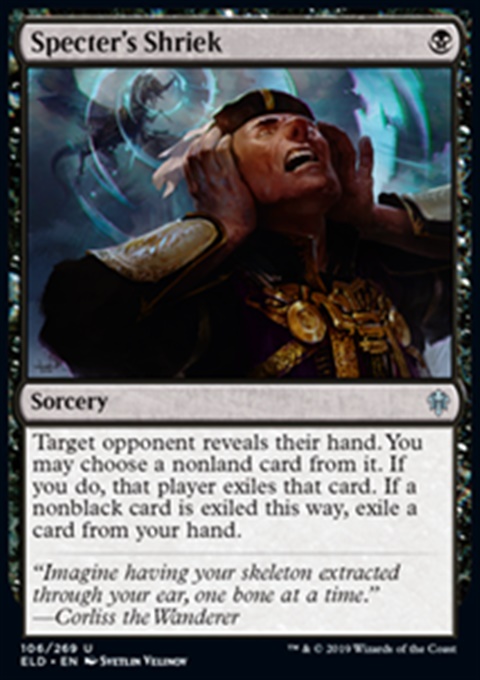 Specter's Shriek
Sorcery
Target opponent reveals their hand. You
may choose a nonland card from it. If
you do, that player exiles that card. If a
nonblack card is exiled this way, exile a
card from your hand.
"Imagine having your skeleton extracted
through your ear, one bone at a time."
—Corliss the Wanderer
106/269 U
ELD • EN Svetlin Velinov
™ & © 2019 Wizards of the Coast